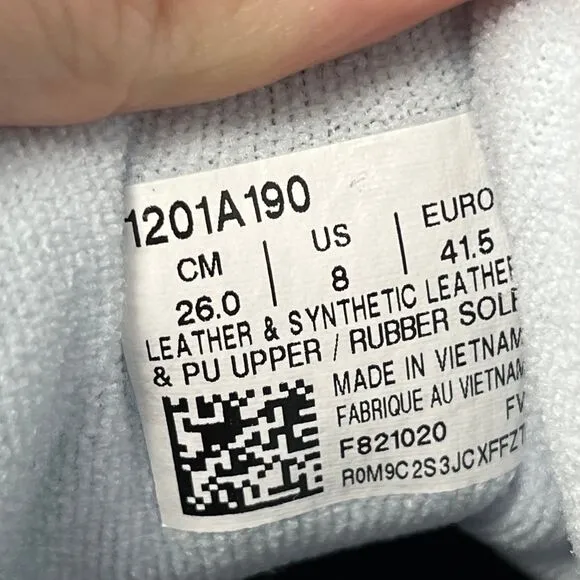 1201A190
CM | US | EURO
26.0 | 8 | 41.5
LEATHER & SYNTHETIC LEATHER
& PU UPPER / RUBBER SOLE
MADE IN VIETNAM
FABRIQUE AU VIETNAM
FV
F821020
R0M9C2S3JCXFFZT